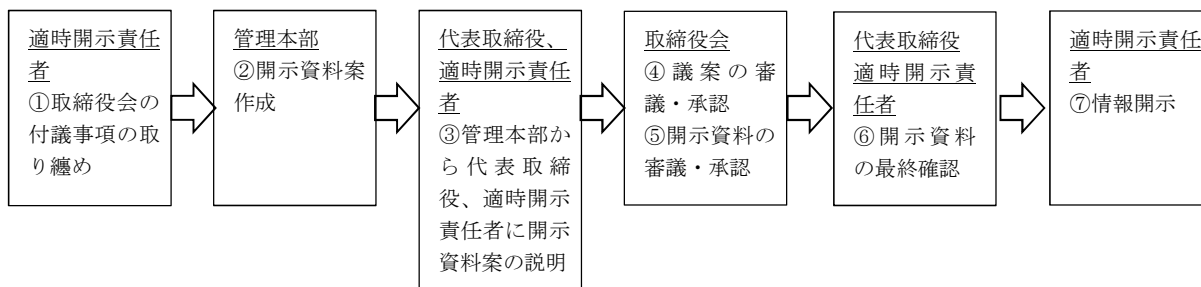 適時開示責任
者
①取締役会の
付議事項の取
り纏め
管理本部
②開示資料案
作成
代表取締役、
適時開示責任
者
③管理本部か
ら代表取締
役、適時開示
責任者に開示
資料案の説明
取締役会
④議案の審
議・承認
⑤開示資料の
審議・承認
代表取締役
適時開示責
任者
⑥開示資料
の最終確認
適時開示責任
者
⑦情報開示